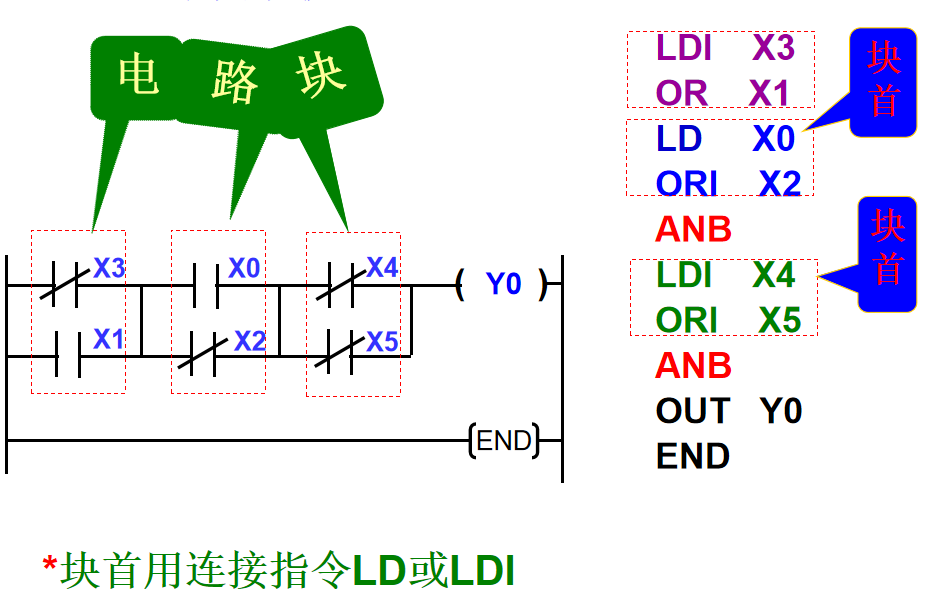 电路块
X3
X0
X4
( Y0 )
X1
X2
X5
[END]
LDI X3
OR X1
LD X0
ORI X2
ANB
LDI X4
ORI X5
ANB
OUT Y0
END
块首
块首
*块首用连接指令LD或LDI